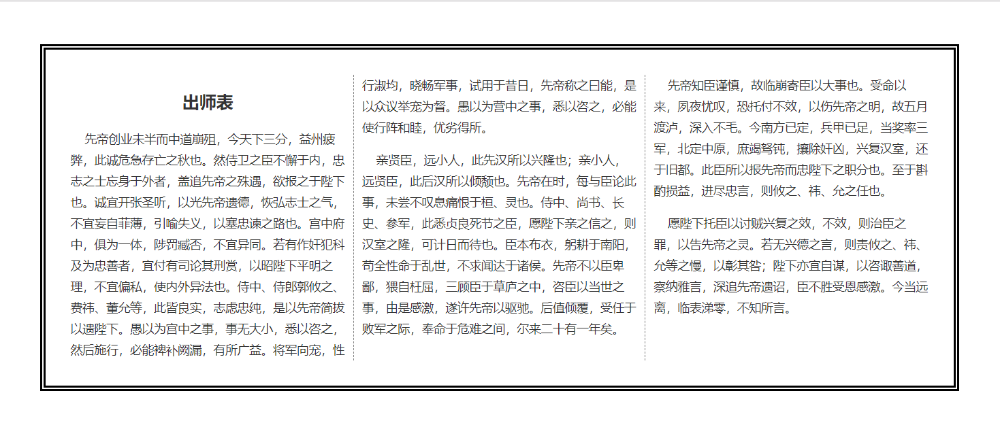 出师表
先帝创业未半而中道崩殂，今天下三分，益州疲
弊，此诚危急存亡之秋也。然侍卫之臣不懈于内，忠
志之士忘身于外者，盖追先帝之殊遇，欲报之于陛下
也。诚宜开张圣听，以光先帝遗德，恢弘志士之气，
不宜妄自菲薄，引喻失义，以塞忠谏之路也。宫中府
中，俱为一体，陟罚臧否，不宜异同。若有作奸犯科
及为忠善者，宜付有司论其刑赏，以昭陛下平明之
理，不宜偏私，使内外异法也。侍中、侍郎郭攸之、
费祎、董允等，此皆良实，志虑忠纯，是以先帝简拔
以遗陛下。愚以为宫中之事，事无大小，悉以咨之，
然后施行，必能裨补阙漏，有所广益。将军向宠，性
行淑均，晓畅军事，试用于昔日，先帝称之曰能，是
以众议举宠为督。愚以为营中之事，悉以咨之，必能
使行阵和睦，优劣得所。
亲贤臣，远小人，此先汉所以兴隆也；亲小人，
远贤臣，此后汉所以倾颓也。先帝在时，每与臣论此
事，未尝不叹息痛恨于桓、灵也。侍中、尚书、长
史、参军，此悉贞良死节之臣，愿陛下亲之信之，则
汉室之隆，可计日而待也。臣本布衣，躬耕于南阳，
苟全性命于乱世，不求闻达于诸侯。先帝不以臣卑
鄙，猥自枉屈，三顾臣于草庐之中，咨臣以当世之
事，由是感激，遂许先帝以驱驰。后值倾覆，受任于
败军之际，奉命于危难之间，尔来二十有一年矣。
先帝知臣谨慎，故临崩寄臣以大事也。受命以
来，夙夜忧叹，恐托付不效，以伤先帝之明，故五月
渡泸，深入不毛。今南方已定，兵甲已足，当奖率三
军，北定中原，庶竭驽钝，攘除奸凶，兴复汉室，还
于旧都。此臣所以报先帝而忠陛下之职分也。至于斟
酌损益，进尽忠言，则攸之、祎、允之任也。
愿陛下托臣以讨贼兴复之效，不效，则治臣之
罪，以告先帝之灵。若无兴德之言，则责攸之、祎、
允等之慢，以彰其咎；陛下亦宜自谋，以咨诹善道，
察纳雅言，深追先帝遗诏，臣不胜受恩感激。今当远
离，临表涕零，不知所言。